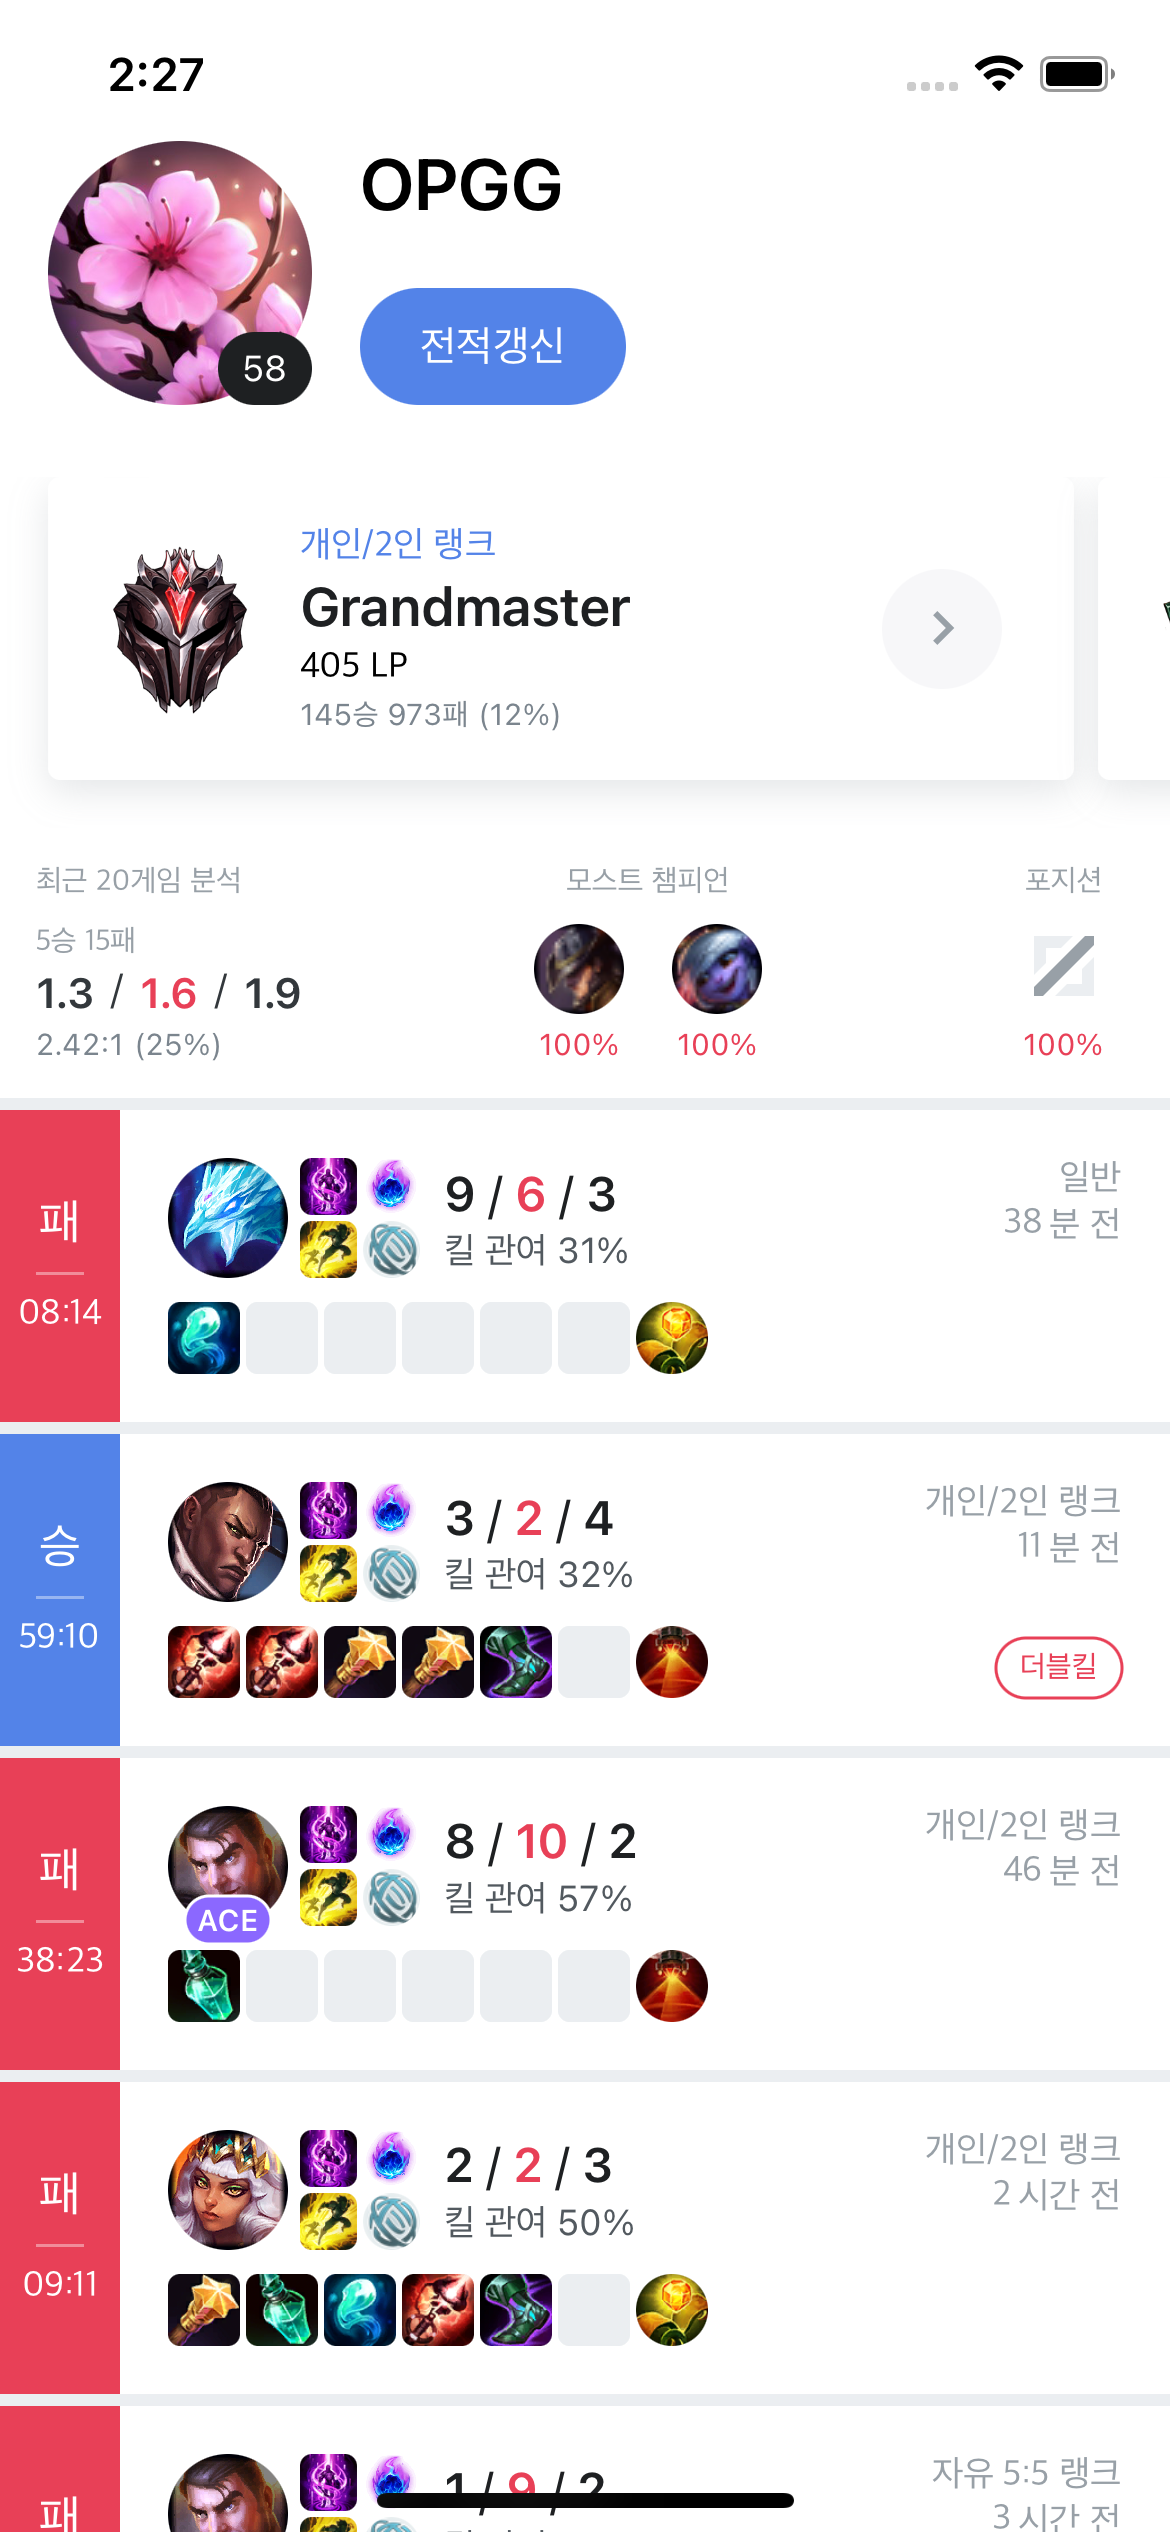 2:27
OPGG
58
전적갱신
개인/2인 랭크
Grandmaster
405 LP
145승 973패 (12%)
최근 20게임 분석
모스트 챔피언
포지션
5승 15패
1.3 / 1.6 / 1.9
2.42:1 (25%)
100%
100%
100%
패
08:14
9 / 6 / 3
킬 관여 31%
일반
38 분 전
승
59:10
3 / 2 / 4
킬 관여 32%
개인/2인 랭크
11 분 전
더블킬
패
38:23
ACE
8 / 10 / 2
킬 관여 57%
개인/2인 랭크
46 분 전
패
09:11
2 / 2 / 3
킬 관여 50%
개인/2인 랭크
2 시간 전
패
1 / 9 / 2
자유 5:5 랭크
3 시간 전